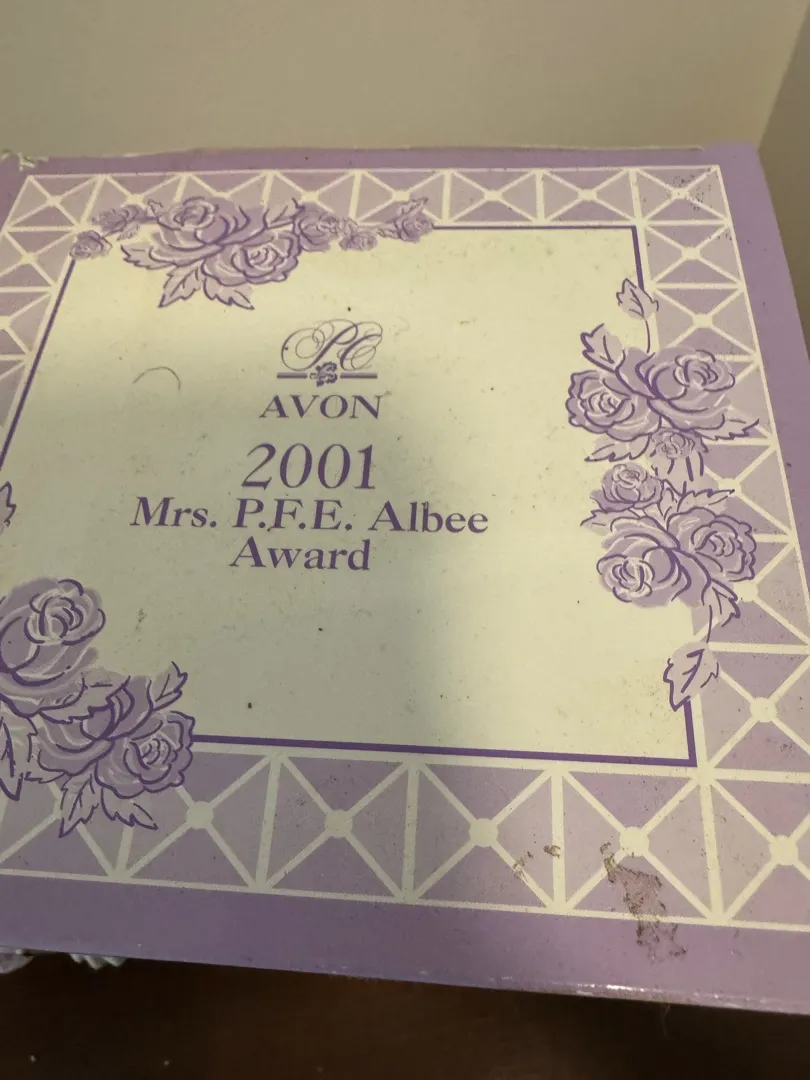 PC
AVON
2001
Mrs. P.F.E. Albee
Award